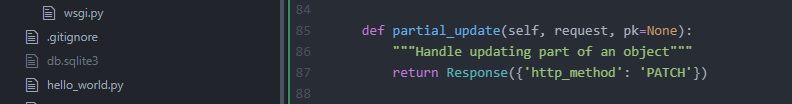 wsgi.py
.gitignore
db.sqlite3
hello_world.py
84
85 def partial_update(self, request, pk=None):
86 """Handle updating part of an object"""
87 return Response({'http_method': 'PATCH'})
88